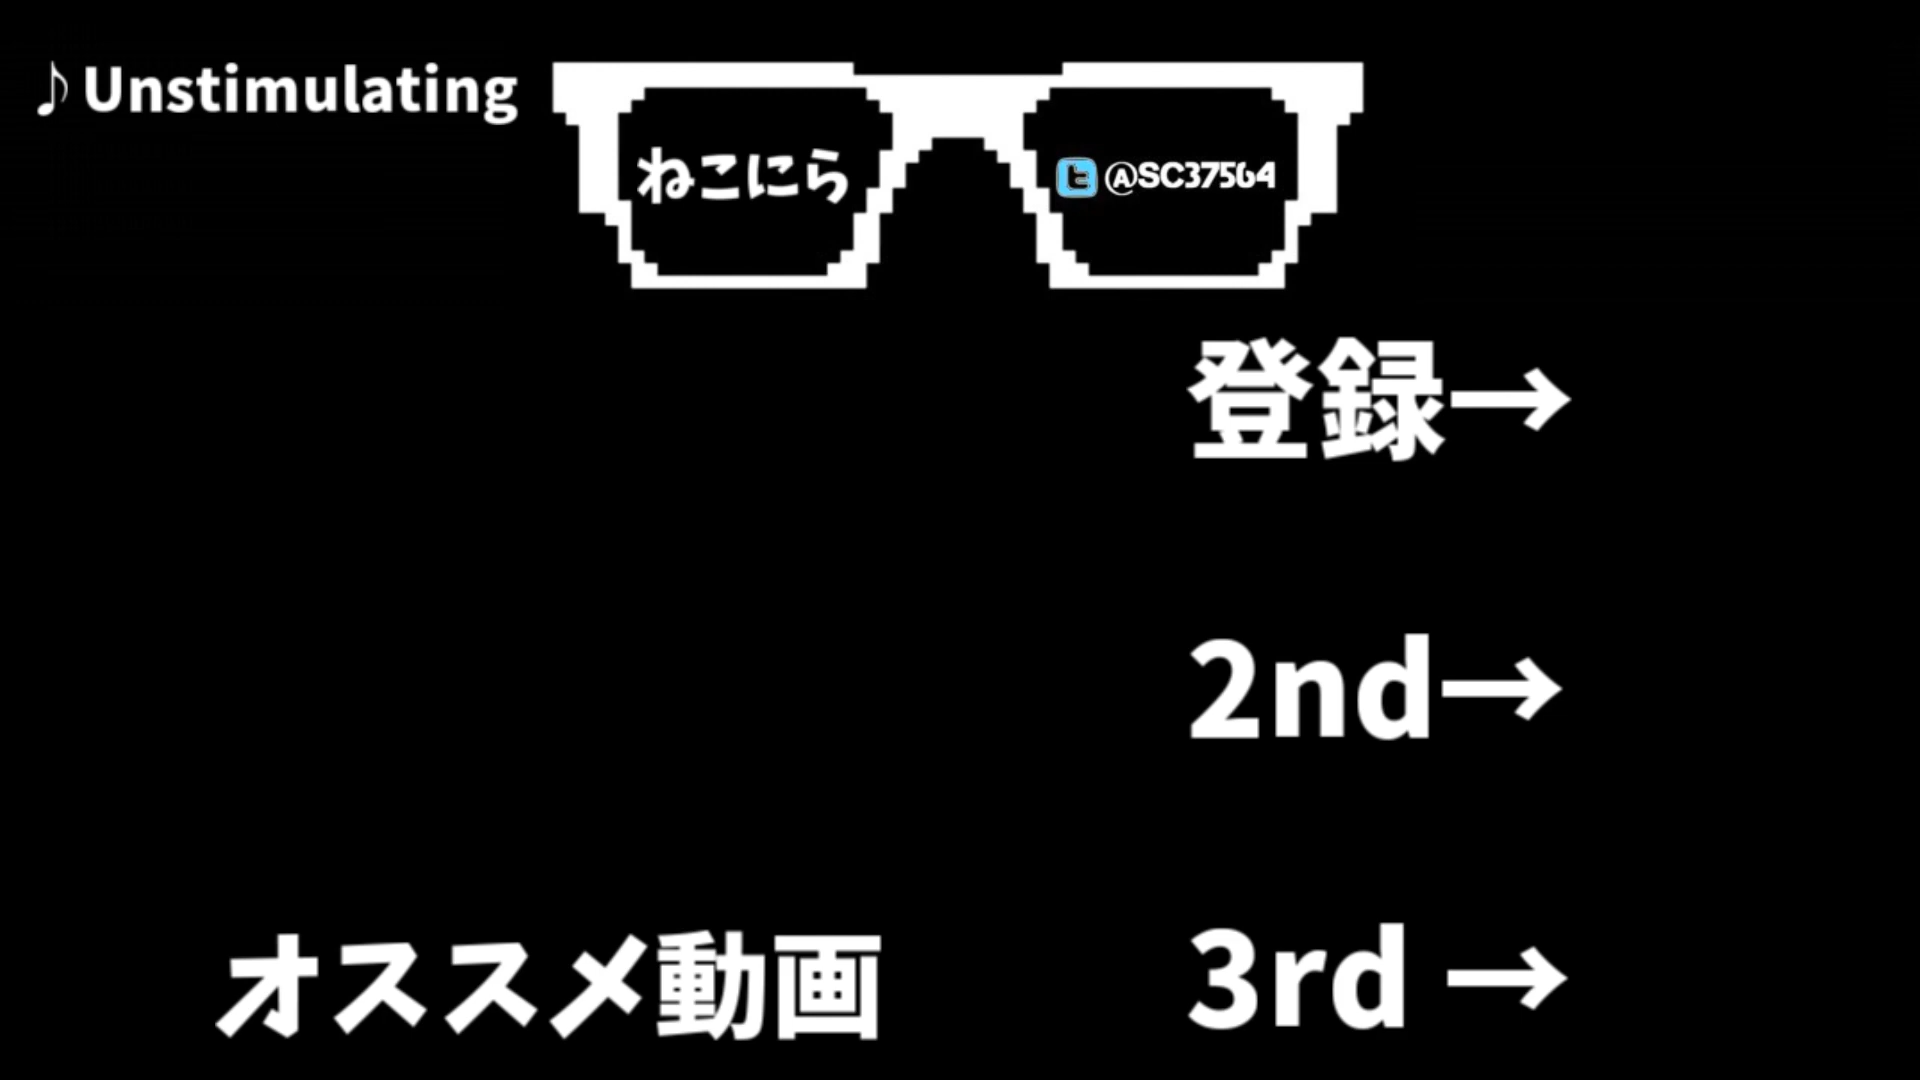 ♪Unstimulating
ねこにら
@SC37564
登録→
2nd→
オススメ動画
3rd→